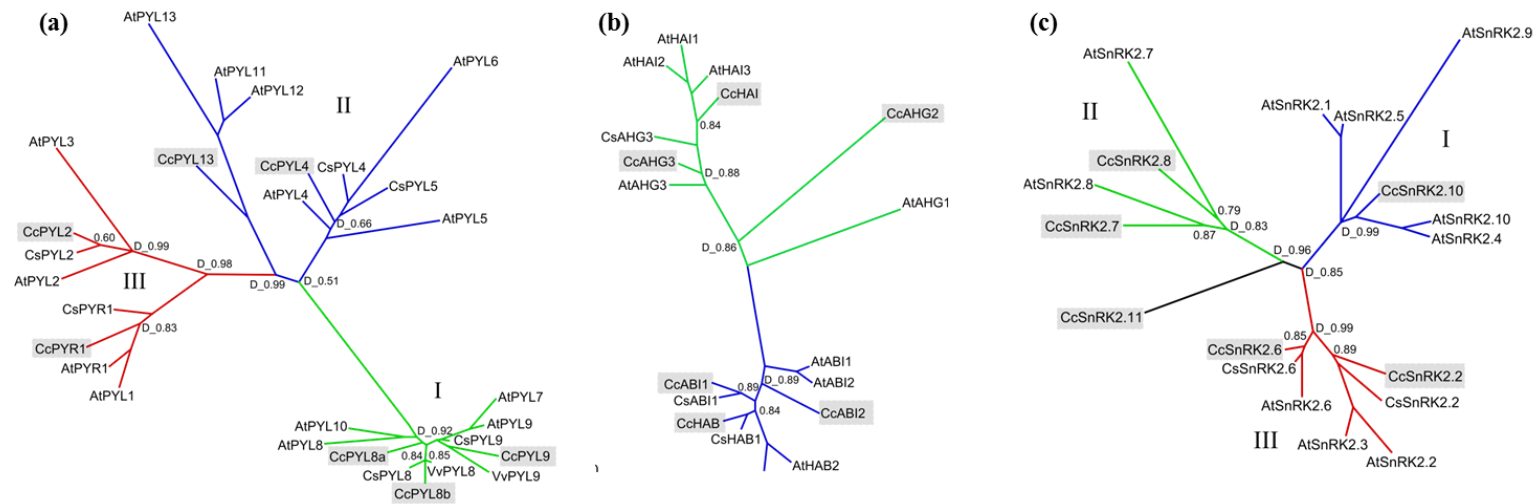 (a)
AtPYL13
AtPYL11
AtPYL12
II
AtPYL6
AtPYL3
CcPYL13
CcPYL4
CsPYL4
CsPYL5
AtPYL4
AtPYL5
D_0.66
CcPYL2
0.60
D_0.99
CsPYL2
AtPYL2
D_0.98
III
D_0.99
D_0.51
CsPYR1
D_0.83
CcPYR1
AtPYR1
AtPYL1
I
AtPYL7
AtPYL10
AtPYL9
D_0.92
AtPYL8
CsPYL9
CcPYL8a
0.84
0.85
CcPYL9
CsPYL8
VvPYL8
VvPYL9
CcPYL8b
(b)
AtHAI1
AtHAI2
AtHAI3
CcHAI
0.84
CcAHG2
CsAHG3
CcAHG3
D_0.88
AtAHG3
AtAHG1
D_0.86
AtABI1
CcABI1
0.89
D_0.89
AtABI2
CsABI1
0.84
CcABI2
CcHAB
CsHAB1
AtHAB2
(c)
AtSnRK2.9
AtSnRK2.7
II
AtSnRK2.1
AtSnRK2.5
I
CcSnRK2.8
AtSnRK2.8
CcSnRK2.10
CcSnRK2.7
0.79
D_0.83
0.87
AtSnRK2.10
D_0.99
AtSnRK2.4
D_0.96
D_0.85
CcSnRK2.11
0.85
D_0.99
CcSnRK2.6
0.89
CsSnRK2.6
CcSnRK2.2
AtSnRK2.6
CsSnRK2.2
III
AtSnRK2.3
AtSnRK2.2